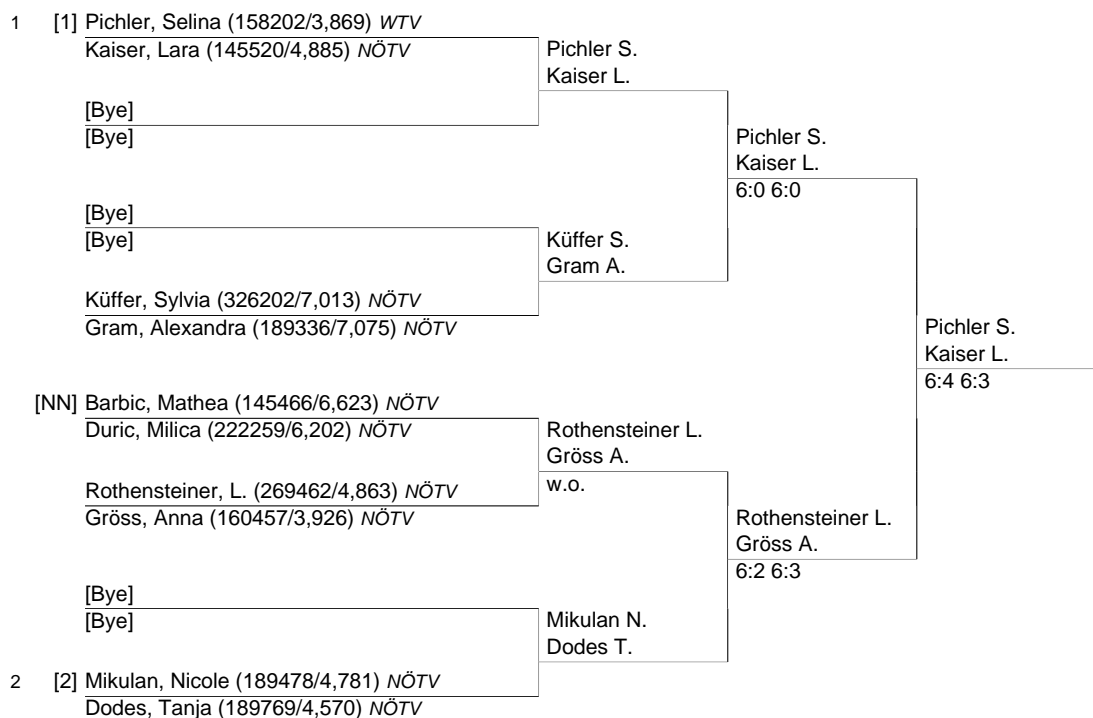 1 [1] Pichler, Selina (158202/3,869) WTV
Kaiser, Lara (145520/4,885) NÖTV
Pichler S.
Kaiser L.
[Bye]
[Bye]
Pichler S.
Kaiser L.
6:0 6:0
[Bye]
[Bye]
Küffer S.
Gram A.
Küffer, Sylvia (326202/7,013) NÖTV
Gram, Alexandra (189336/7,075) NÖTV
Pichler S.
Kaiser L.
6:4 6:3
[NN] Barbic, Mathea (145466/6,623) NÖTV
Duric, Milica (222259/6,202) NÖTV
Rothensteiner L.
Gröss A.
w.o.
Rothensteiner, L. (269462/4,863) NÖTV
Gröss, Anna (160457/3,926) NÖTV
Rothensteiner L.
Gröss A.
6:2 6:3
[Bye]
[Bye]
Mikulan N.
Dodes T.
2 [2] Mikulan, Nicole (189478/4,781) NÖTV
Dodes, Tanja (189769/4,570) NÖTV